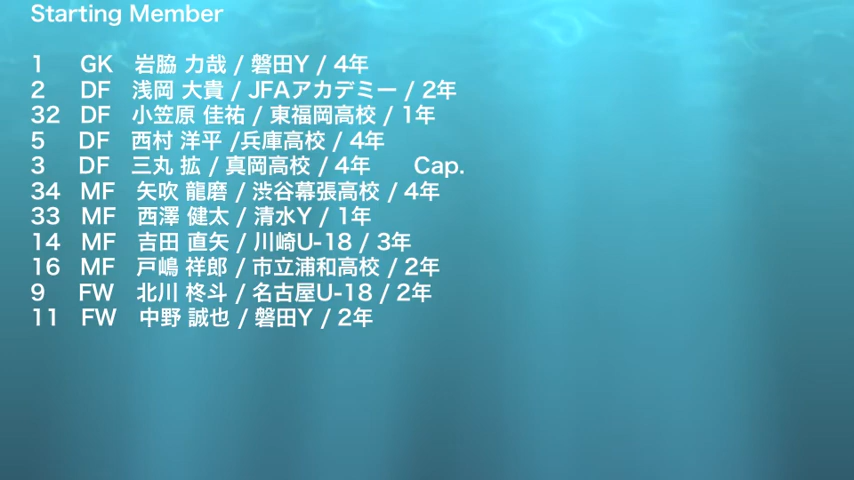 Starting Member
1 GK 岩脇 力哉 / 磐田Y / 4年
2 DF 浅岡 大貴 / JFAアカデミー / 2年
32 DF 小笠原 佳祐 / 東福岡高校 / 1年
5 DF 西村 洋平 /兵庫高校 / 4年
3 DF 三丸 拡 / 真岡高校 / 4年 Cap.
34 MF 矢吹 龍磨 / 渋谷幕張高校 / 4年
33 MF 西澤 健太 / 清水Y / 1年
14 MF 吉田 直矢 / 川崎U-18 / 3年
16 MF 戸嶋 祥郎 / 市立浦和高校 / 2年
9 FW 北川 柊斗 / 名古屋U-18 / 2年
11 FW 中野 誠也 / 磐田Y / 2年